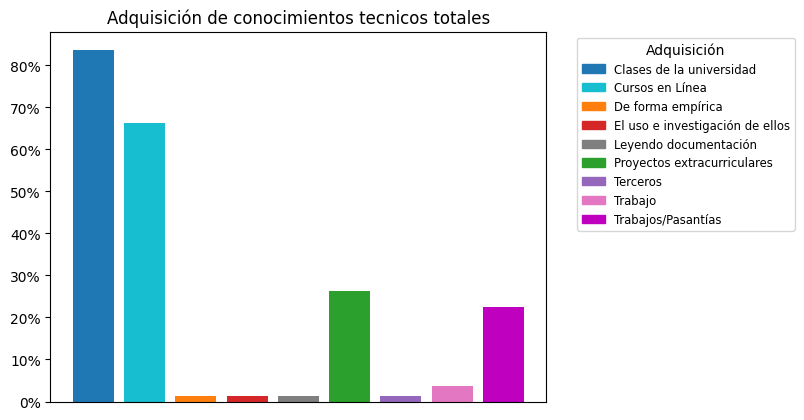 Adquisición de conocimientos tecnicos totales
80%
70%
60%
50%
40%
30%
20%
10%
0%
Adquisición
Clases de la universidad
Cursos en Línea
De forma empírica
El uso e investigación de ellos
Leyendo documentación
Proyectos extracurriculares
Terceros
Trabajo
Trabajos/Pasantías